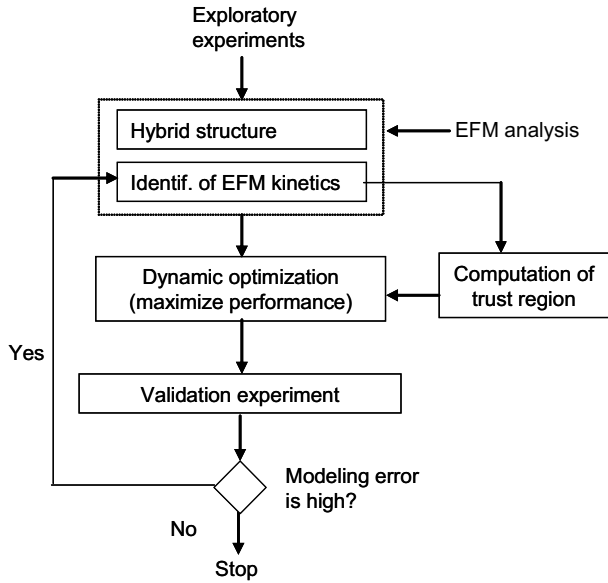 Exploratory
experiments
Hybrid structure
EFM analysis
Identif. of EFM kinetics
Dynamic optimization
(maximize performance)
Computation of
trust region
Yes
Validation experiment
Modeling error
is high?
No
Stop